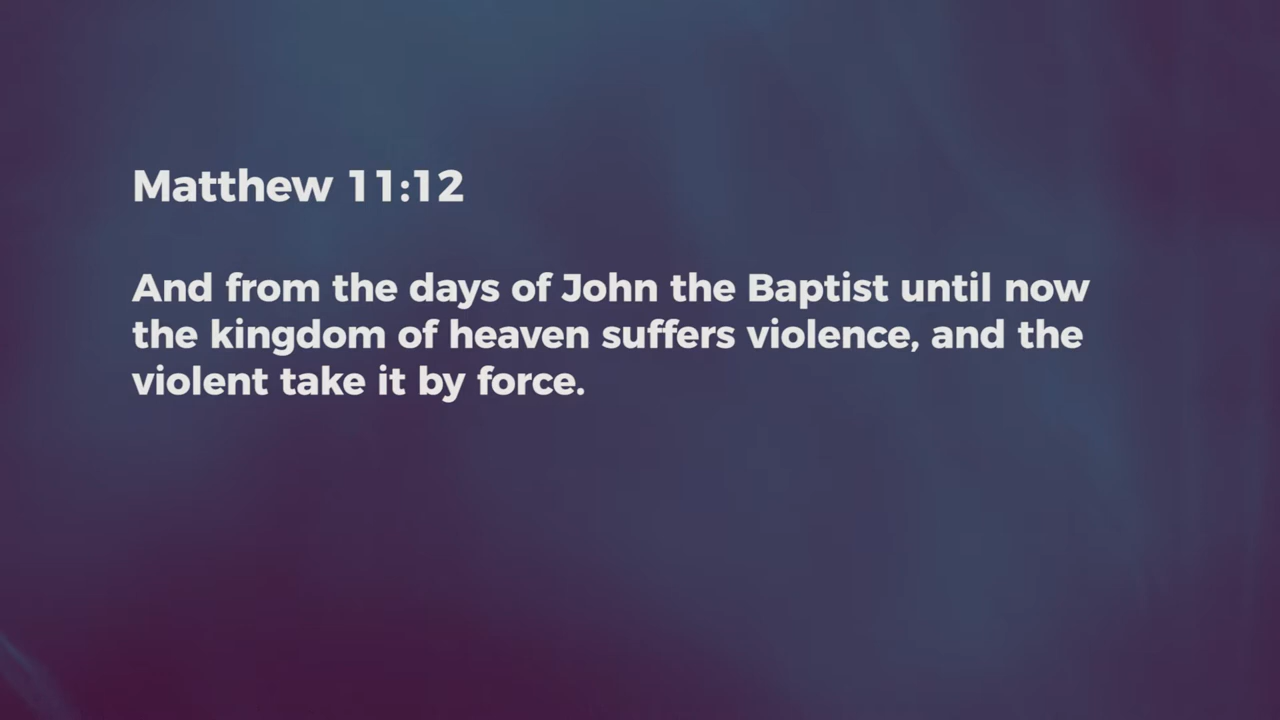 Matthew 11:12
And from the days of John the Baptist until now
the kingdom of heaven suffers violence, and the
violent take it by force.